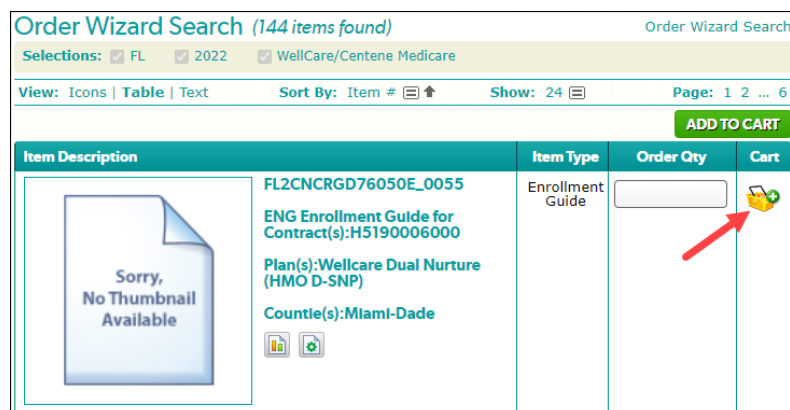 Order Wizard Search (144 items found)
Order Wizard Search
Selections: FL 2022 WellCare/Centene Medicare
View: Icons | Table | Text Sort By: Item # Show: 24 Page: 1 2 ... 6
ADD TO CART
Item Description Item Type Order Qty Cart
FL2CNCRGD76050E_0055
ENG Enrollment Guide for
Contract(s):H5190006000
Plan(s):Wellcare Dual Nurture
(HMO D-SNP)
Countie(s):Miami-Dade
Enrollment
Guide
Sorry,
No Thumbnail
Available